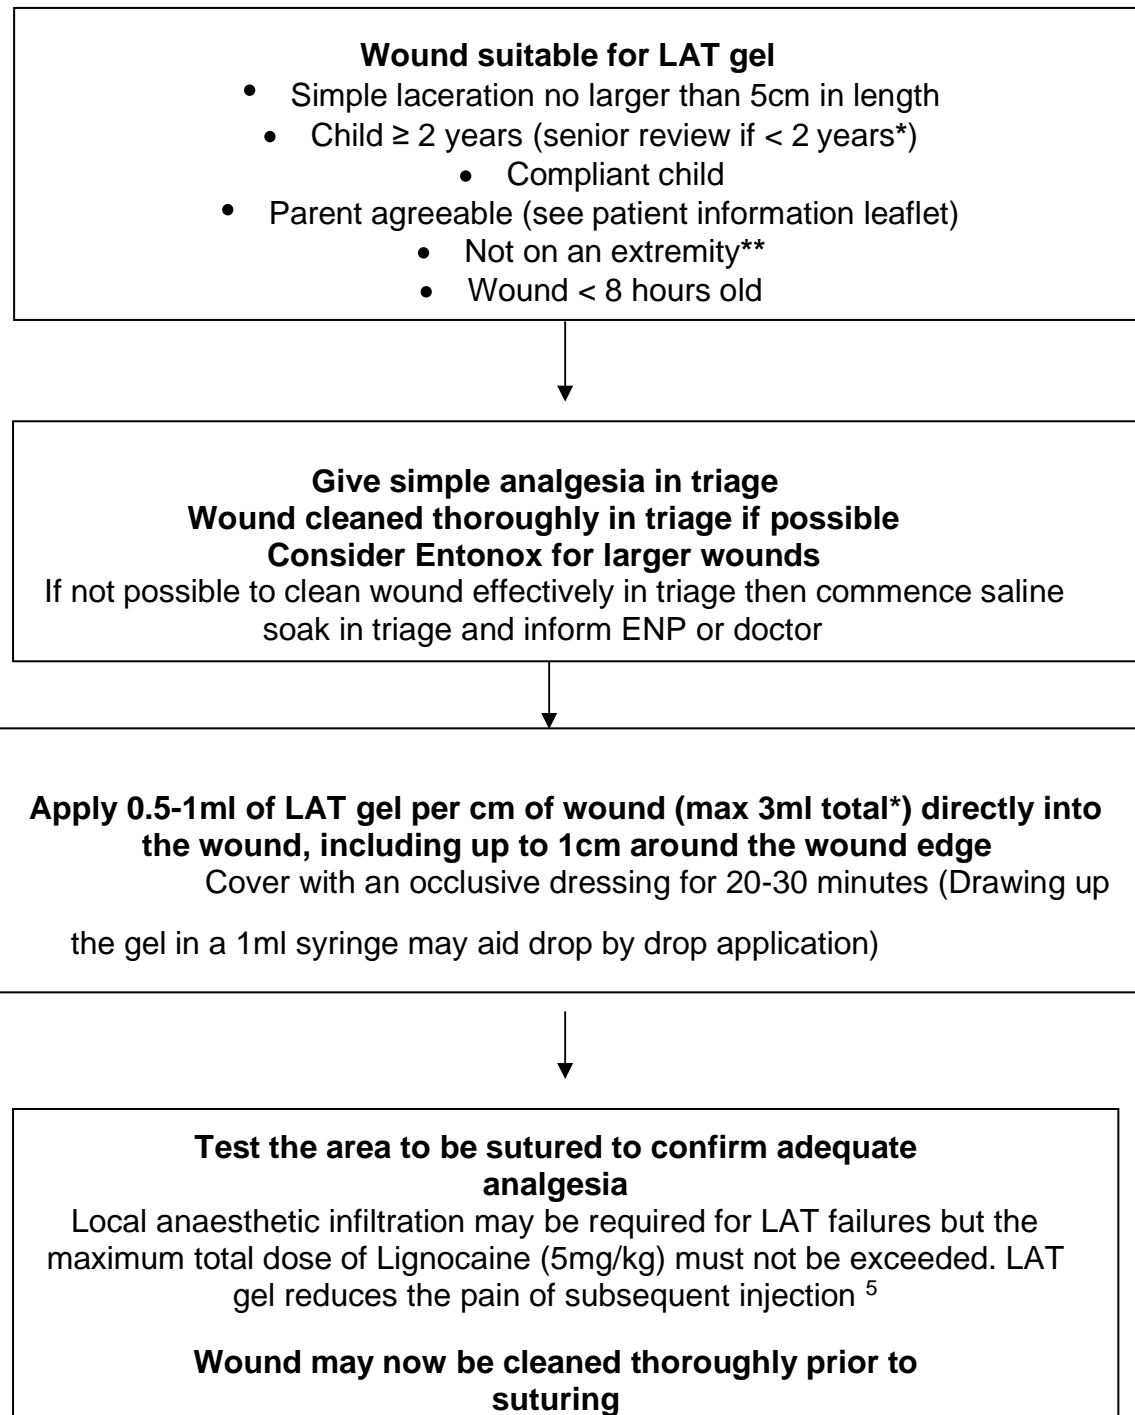 Wound suitable for LAT gel
• Simple laceration no larger than 5cm in length
• Child ≥ 2 years (senior review if < 2 years*)
• Compliant child
• Parent agreeable (see patient information leaflet)
• Not on an extremity**
• Wound < 8 hours old
Give simple analgesia in triage
Wound cleaned thoroughly in triage if possible
Consider Entonox for larger wounds
If not possible to clean wound effectively in triage then commence saline
soak in triage and inform ENP or doctor
Apply 0.5-1ml of LAT gel per cm of wound (max 3ml total*) directly into
the wound, including up to 1cm around the wound edge
Cover with an occlusive dressing for 20-30 minutes (Drawing up
the gel in a 1ml syringe may aid drop by drop application)
Test the area to be sutured to confirm adequate
analgesia
Local anaesthetic infiltration may be required for LAT failures but the
maximum total dose of Lignocaine (5mg/kg) must not be exceeded. LAT
gel reduces the pain of subsequent injection 5
Wound may now be cleaned thoroughly prior to
suturing